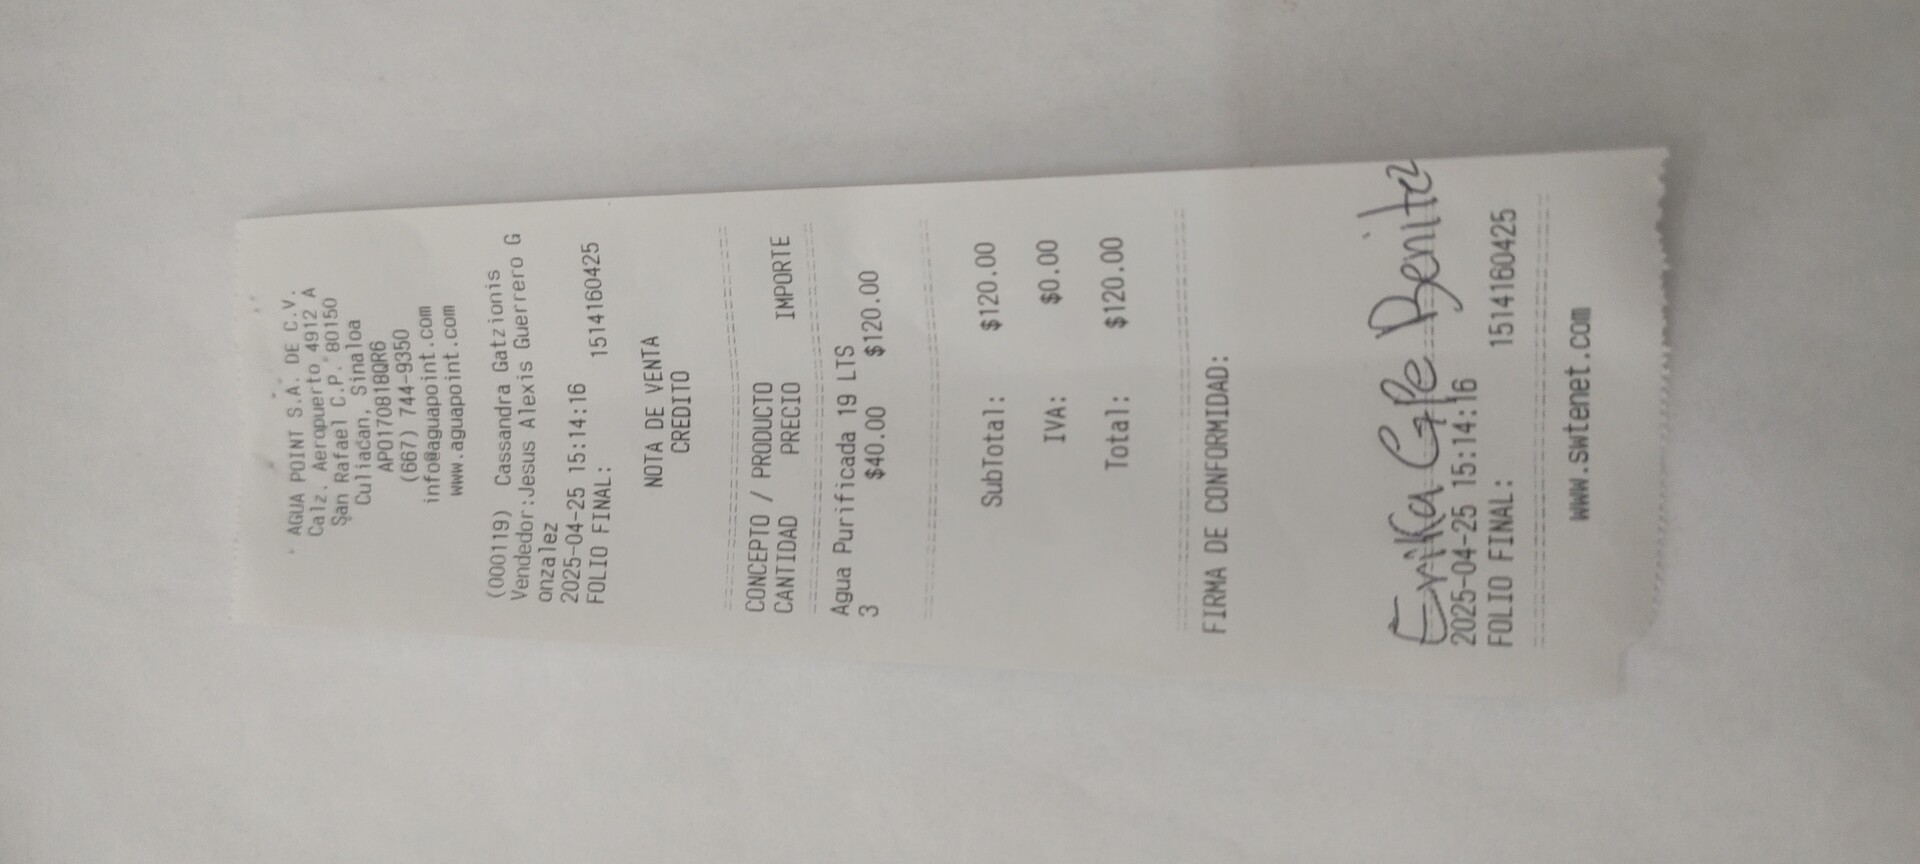 AGUA POINT S.A. DE C.V.
Calz. Aeropuerto 4912 A
San Rafael C.P. 80150
Culiacan, Sinaloa
APO170818QR6
(667) 744-9350
info@aguapoint.com
www.aguapoint.com
(000119) Cassandra Gatzionis
Vendedor:Jesus Alexis Guerrero G
onzalez
2025-04-25 15:14:16
FOLIO FINAL: 1514160425
NOTA DE VENTA
CREDITO
CONCEPTO / PRODUCTO
CANTIDAD PRECIO IMPORTE
Agua Purificada 19 LTS
3 $40.00 $120.00
SubTotal: $120.00
IVA: $0.00
Total: $120.00
FIRMA DE CONFORMIDAD:
Erika Gpe Benitez
2025-04-25 15:14:16
FOLIO FINAL: 1514160425
www.swtenet.com